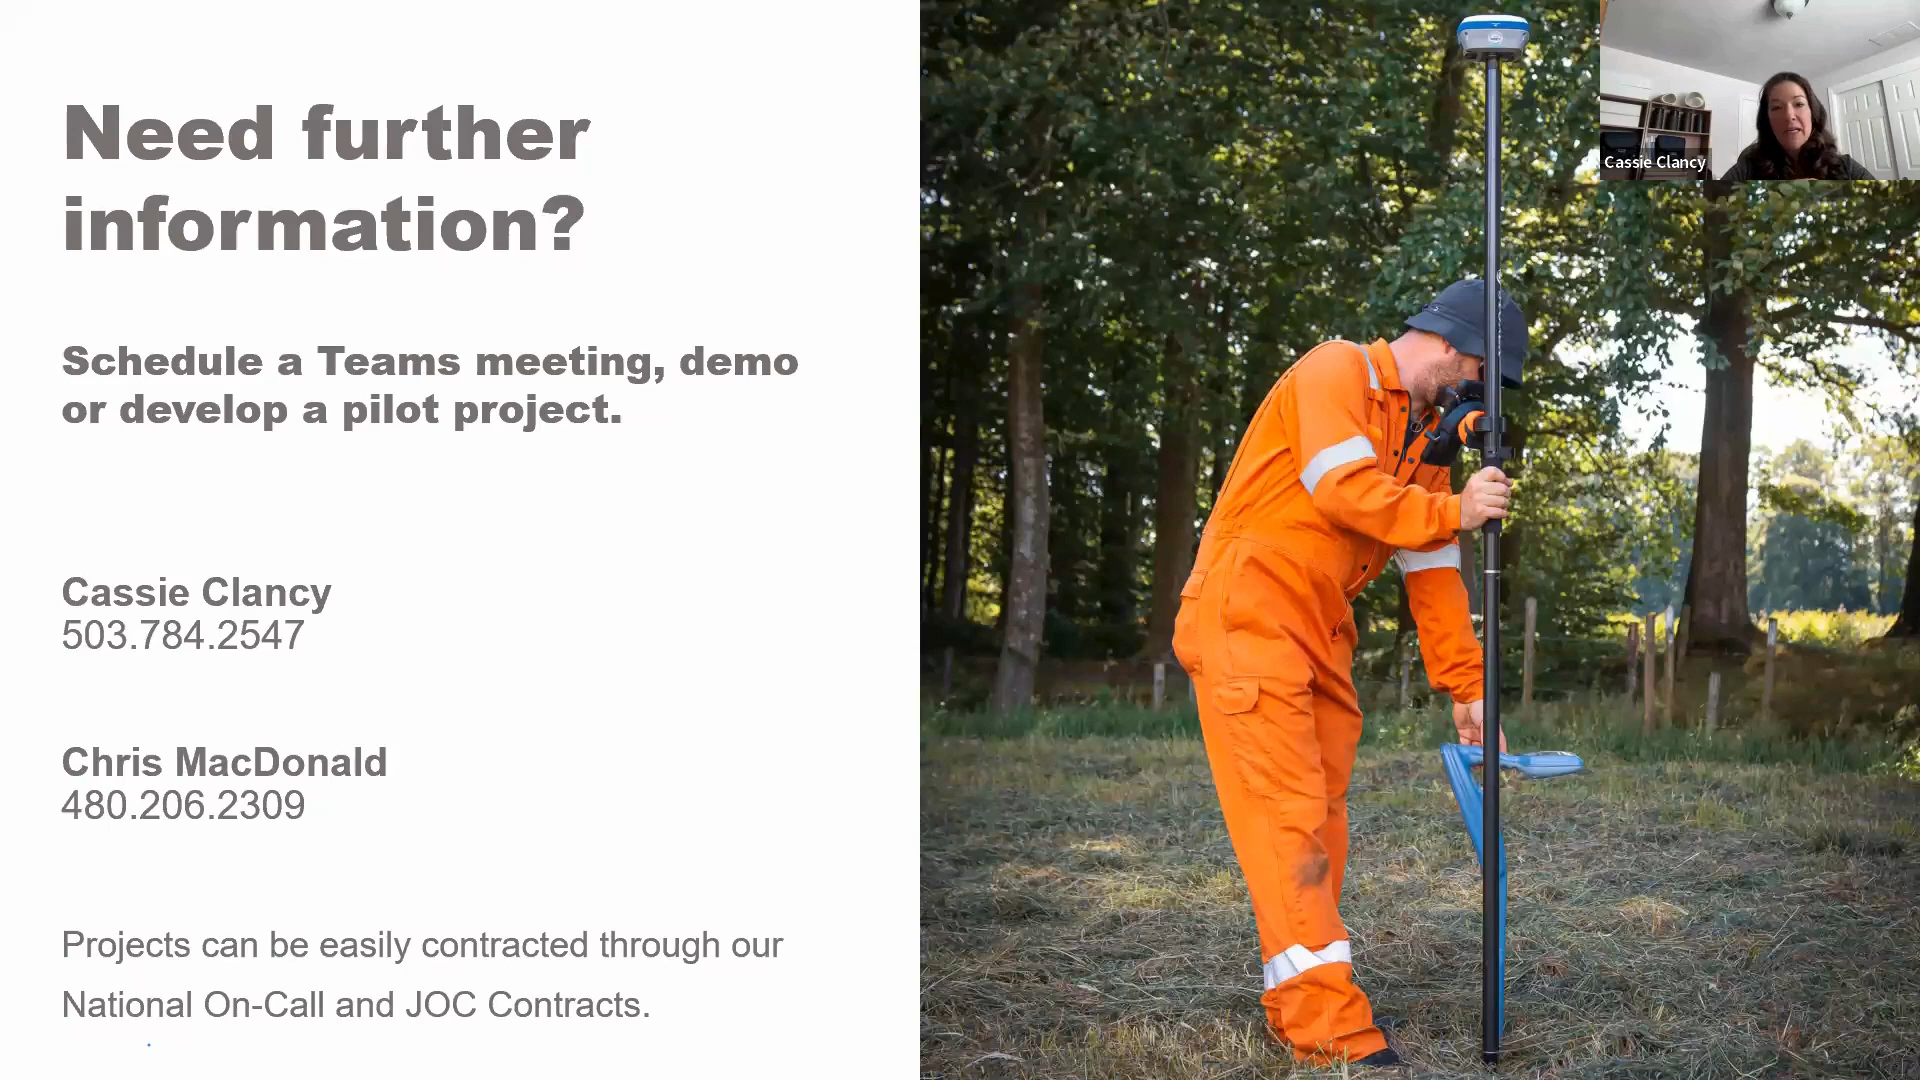 Need further
information?
Schedule a Teams meeting, demo
or develop a pilot project.
Cassie Clancy
503.784.2547
Chris MacDonald
480.206.2309
Projects can be easily contracted through our
National On-Call and JOC Contracts.
Cassie Clancy